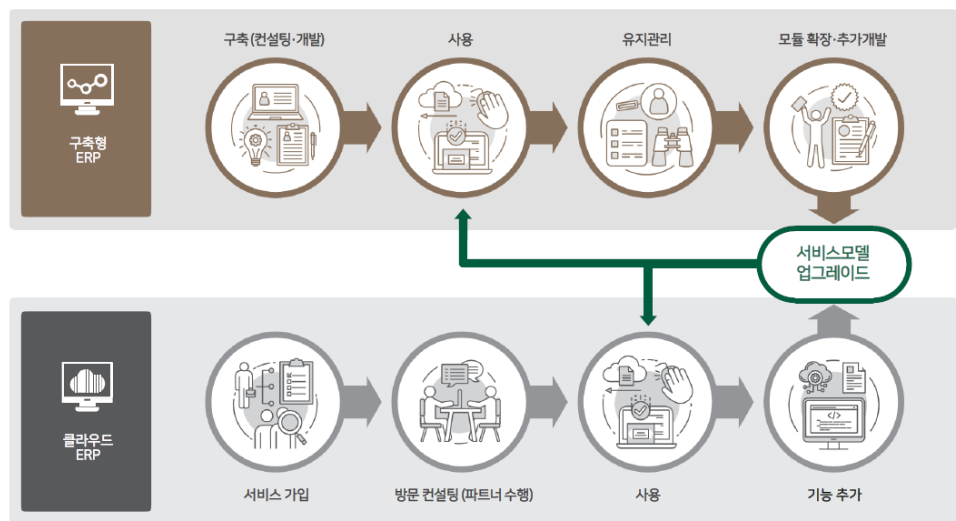 구축형
ERP
구축 (컨설팅·개발)
사용
유지관리
모듈 확장·추가개발
서비스모델
업그레이드
클라우드
ERP
서비스 가입
방문 컨설팅 (파트너 수행)
사용
기능 추가